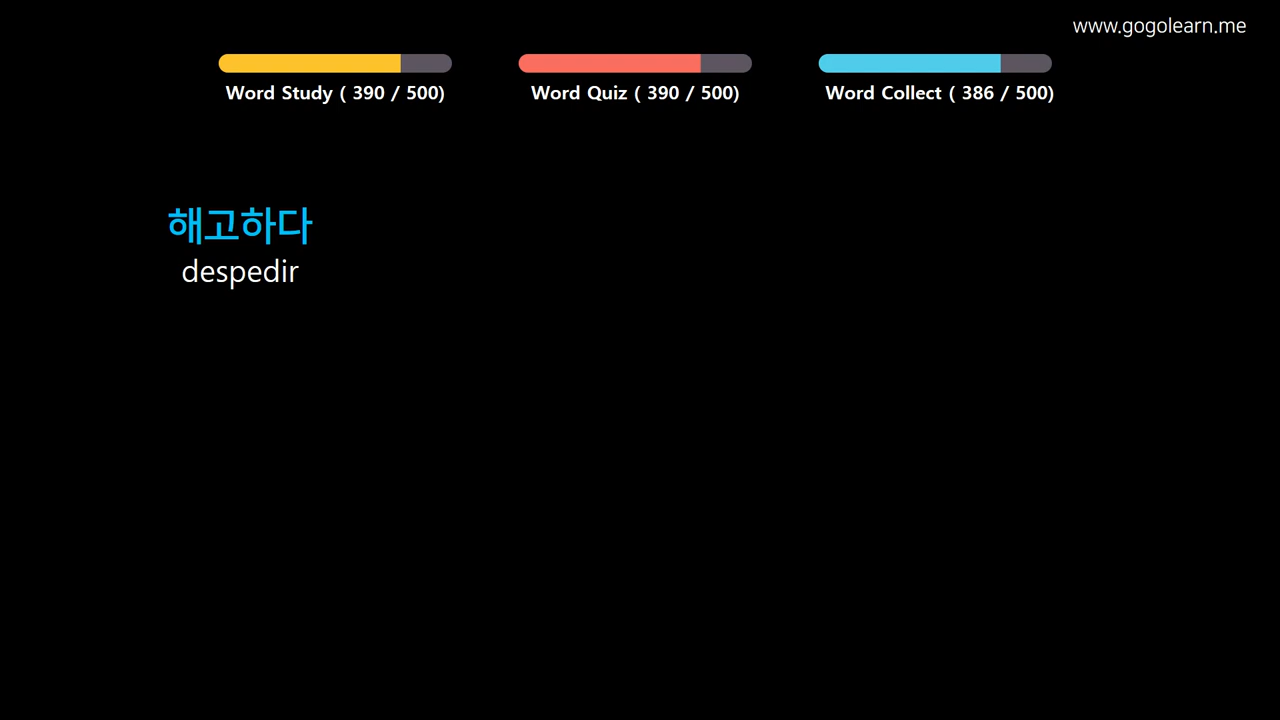 www.gogolearn.me
Word Study ( 390 / 500)
Word Quiz ( 390 / 500)
Word Collect ( 386 / 500)
해고하다
despedir